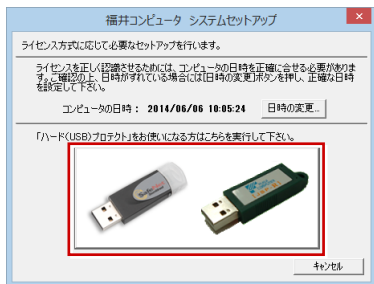 福井コンピュータ システムセットアップ
ライセンス方式に応じて必要なセットアップを行います。
ライセンスを正しく認識させるためには、コンピュータの日時を正確に合せる必要がありま
す。ご確認の上、日時がずれている場合には[日時の変更]ボタンを押し、正確な日時
を設定して下さい。
コンピュータの日時： 2014/06/06 10:05:24 日時の変更...
「ハード(USB)プロテクト」をお使いになる方はこちらを実行して下さい。
キャンセル